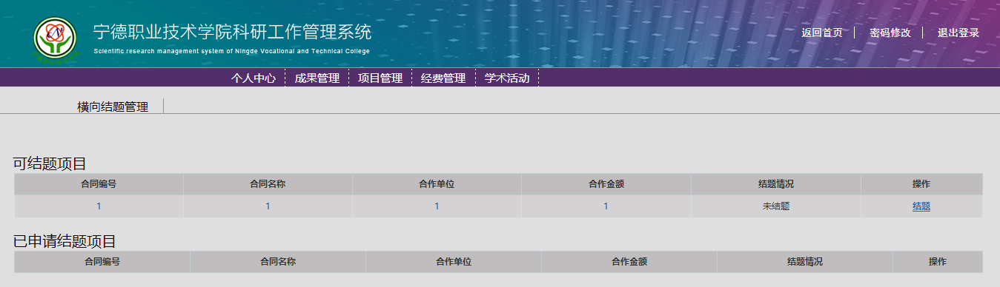 宁德职业技术学院科研工作管理系统
Scientific research management system of Ningde Vocational and Technical College
返回首页 密码修改 退出登录
个人中心 成果管理 项目管理 经费管理 学术活动
横向结题管理
可结题项目
合同编号 合同名称 合作单位 合作金额 结题情况 操作
1 1 1 1 未结题 结题
已申请结题项目
合同编号 合同名称 合作单位 合作金额 结题情况 操作